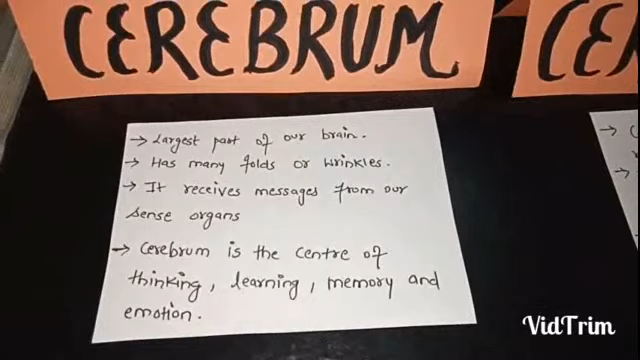 CEREBRUM
CE
→ Largest part of our brain.
→ Has many folds or wrinkles.
→ It receives messages from our
sense organs
→ Cerebrum is the centre of
thinking, learning, memory and
emotion.
VidTrim